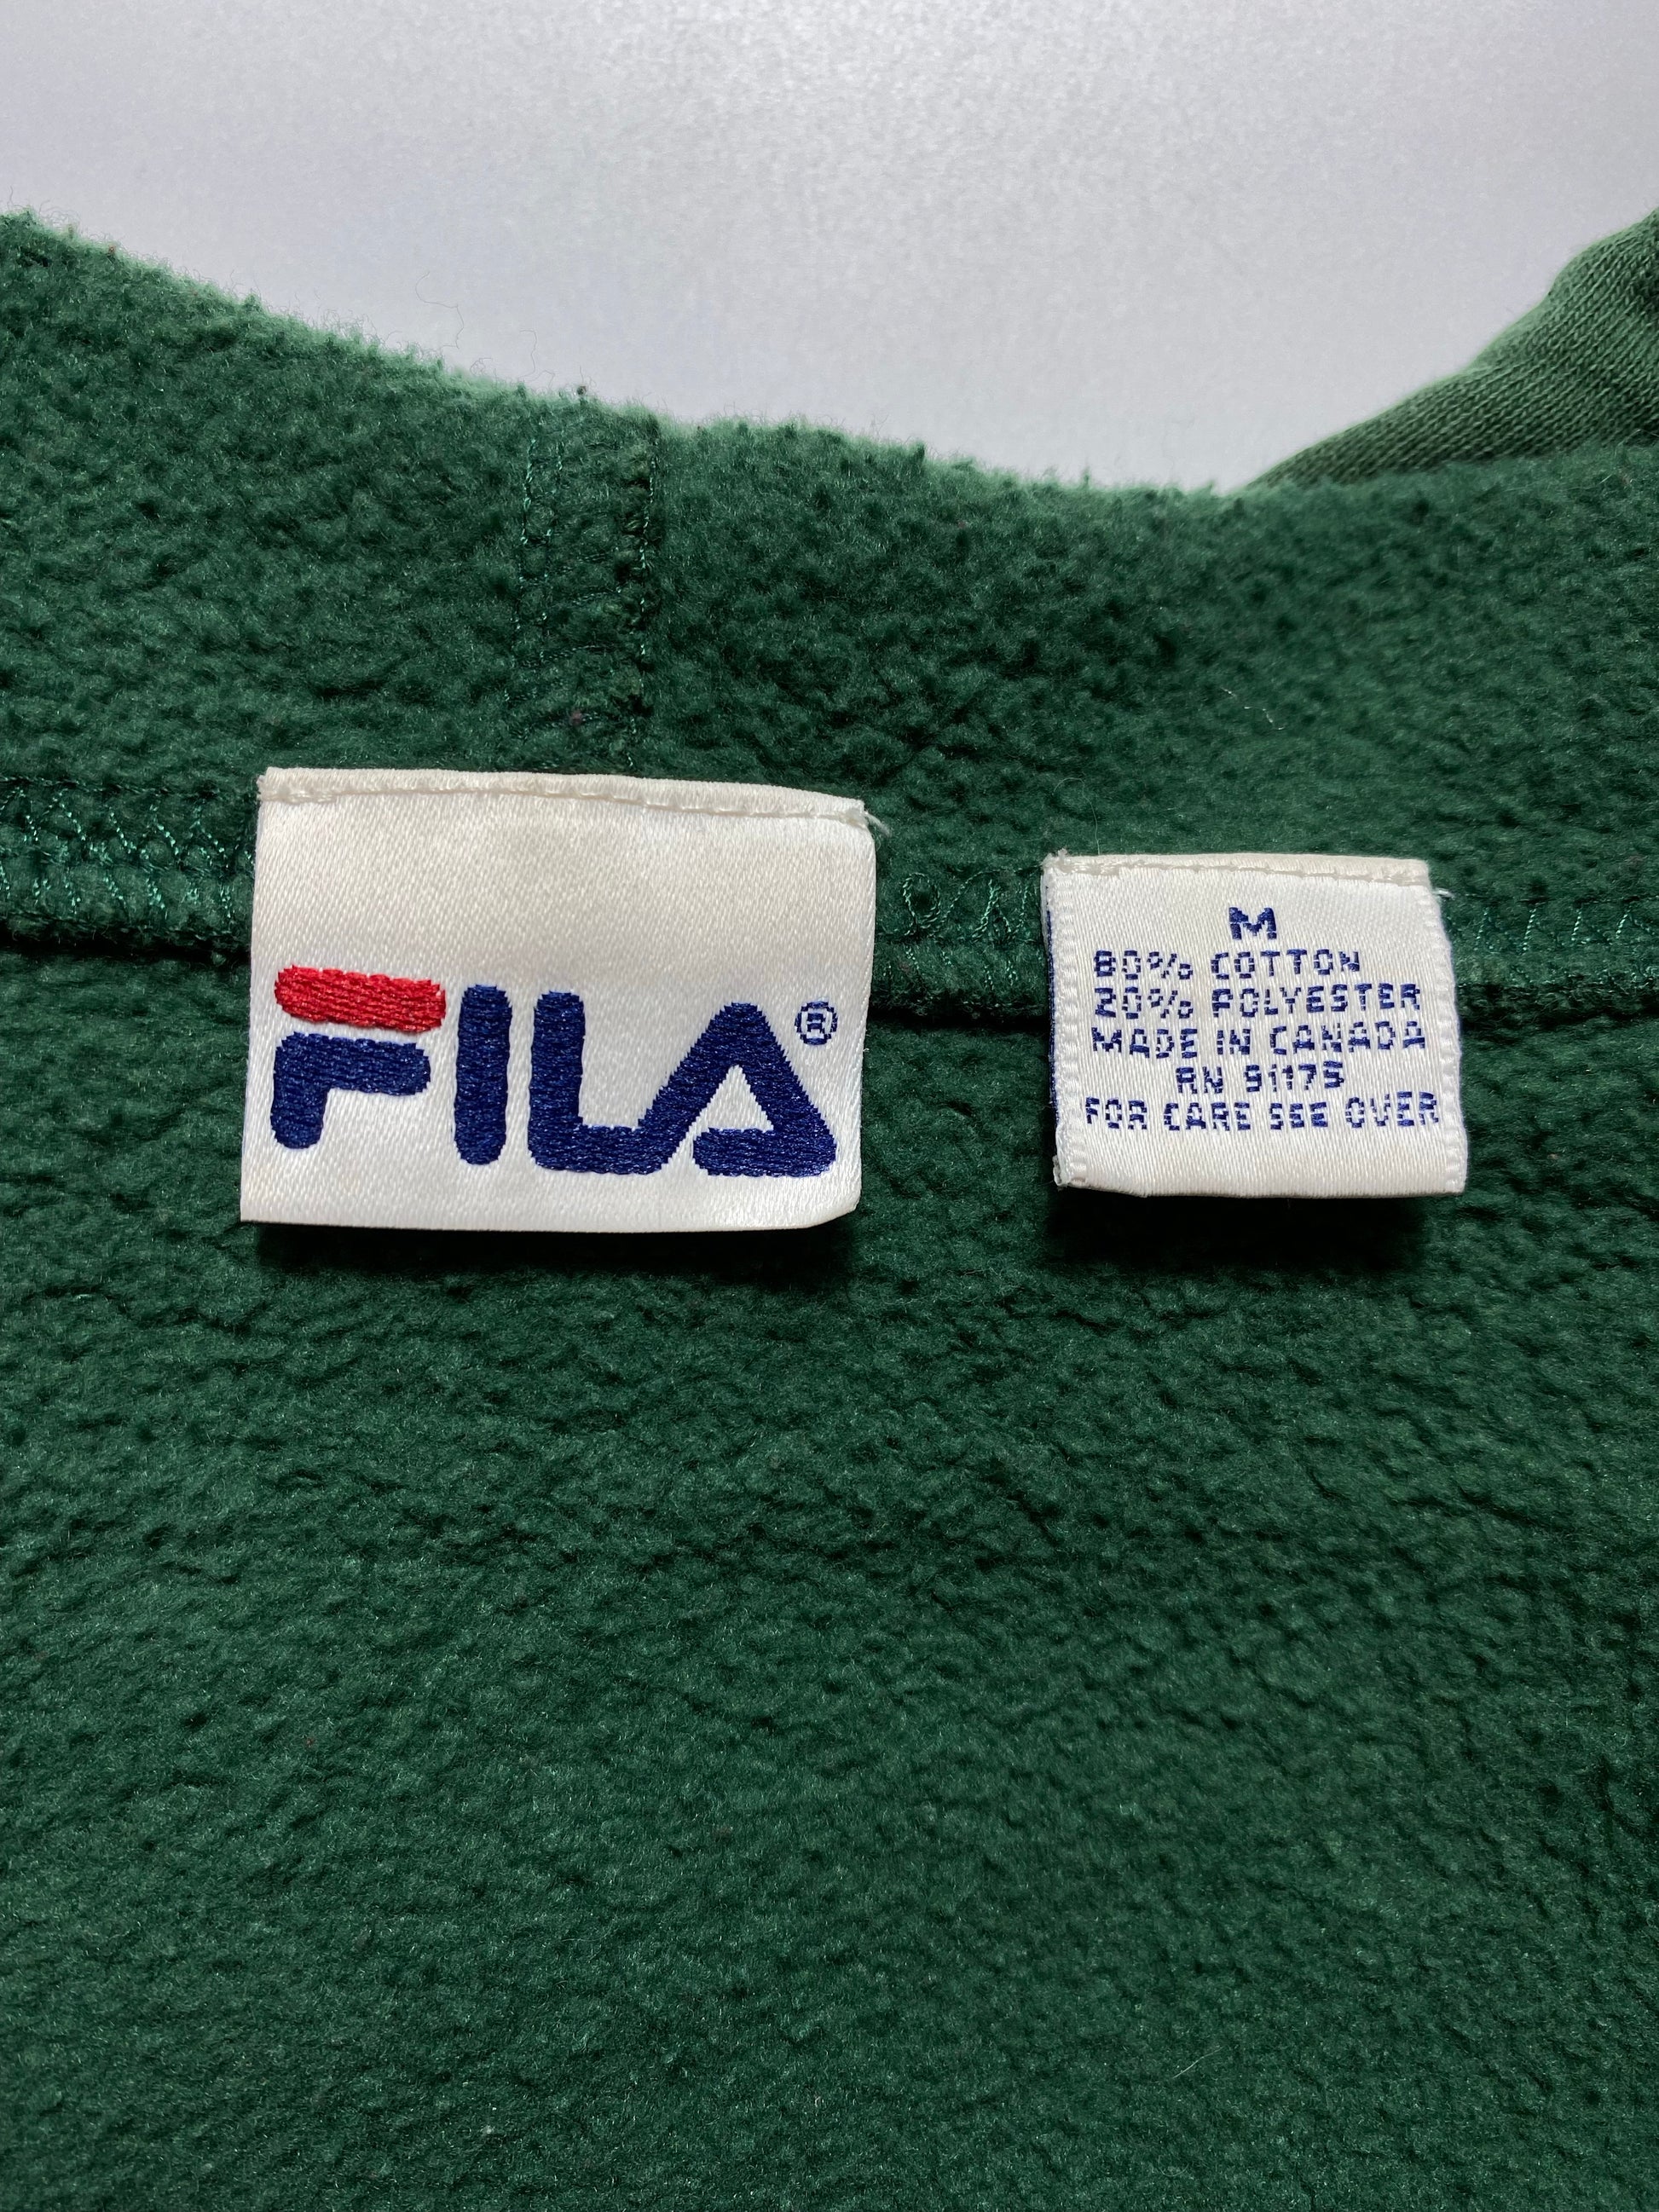 FILA®
M
80% COTTON
20% POLYESTER
MADE IN CANADA
RN 91175
FOR CARE SEE OVER